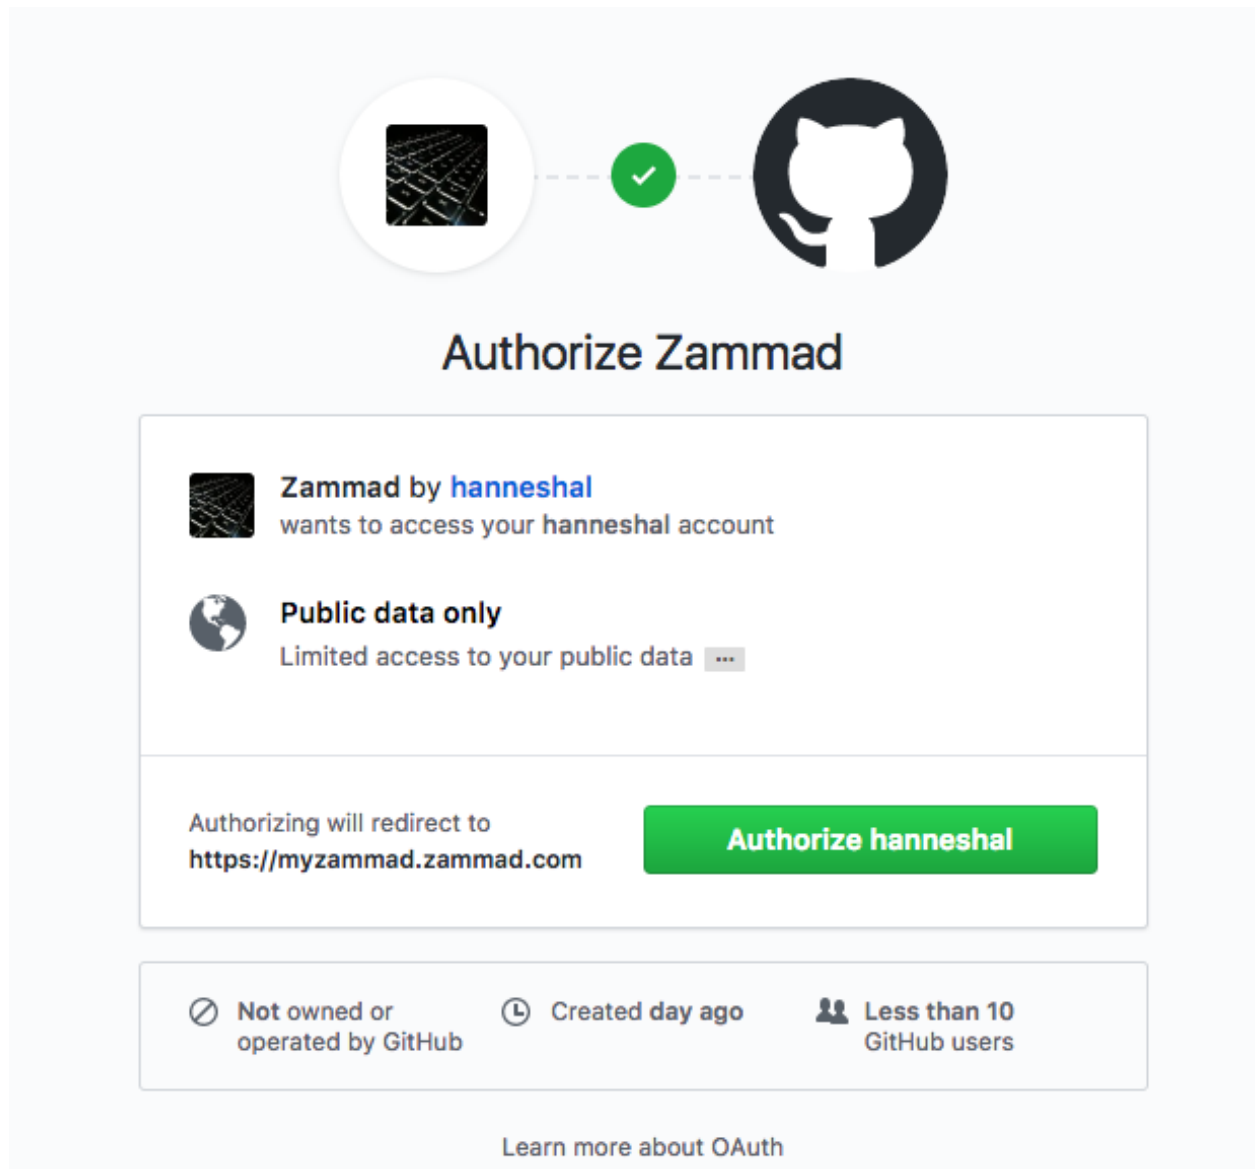 Authorize Zammad
Zammad by hanneshal
wants to access your hanneshal account
Public data only
Limited access to your public data ...
Authorizing will redirect to
https://myzammad.zammad.com
Authorize hanneshal
Not owned or
operated by GitHub
Created day ago
Less than 10
GitHub users
Learn more about OAuth